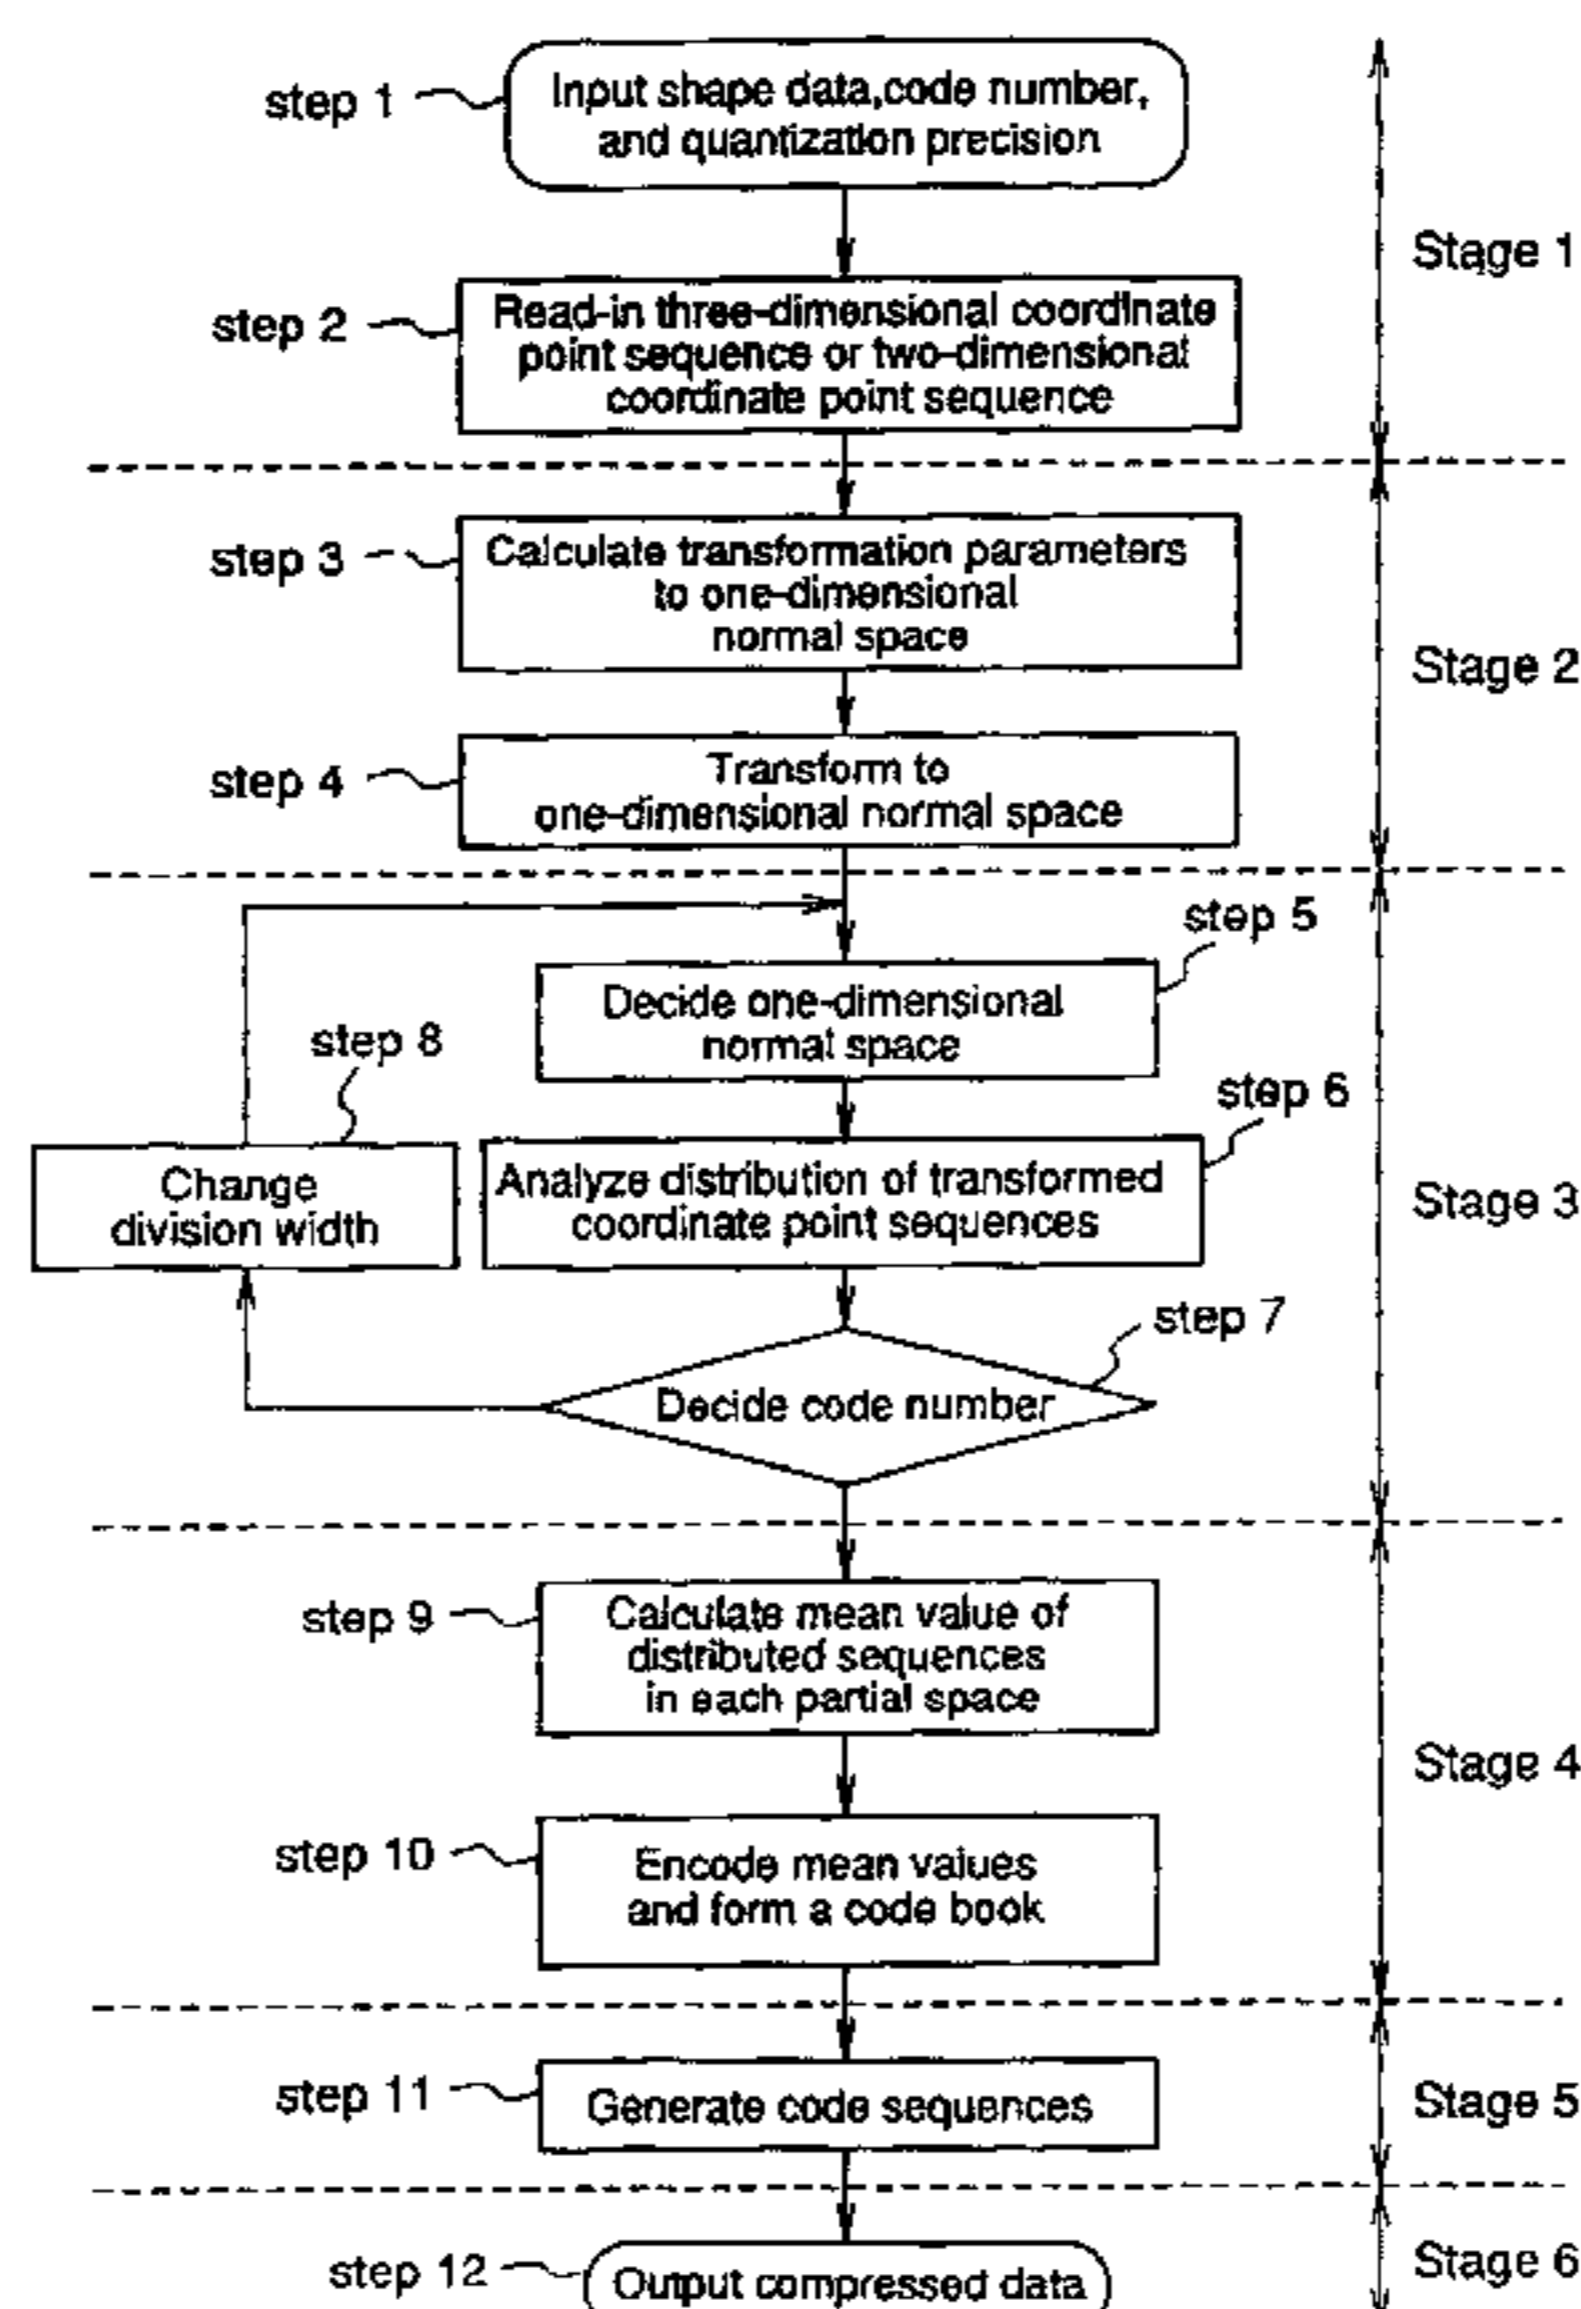 step 1
Input shape data,code number,
and quantization precision
Stage 1
step 2
Read-in three-dimensional coordinate
point sequence or two-dimensional
coordinate point sequence
step 3
Calculate transformation parameters
to one-dimensional
normal space
Stage 2
step 4
Transform to
one-dimensional normal space
step 5
Decide one-dimensional
normal space
step 8
step 6
Change
division width
Analyze distribution of transformed
coordinate point sequences
Stage 3
step 7
Decide code number
step 9
Calculate mean value of
distributed sequences
in each partial space
Stage 4
step 10
Encode mean values
and form a code book
step 11
Generate code sequences
Stage 5
step 12
Output compressed data
Stage 6